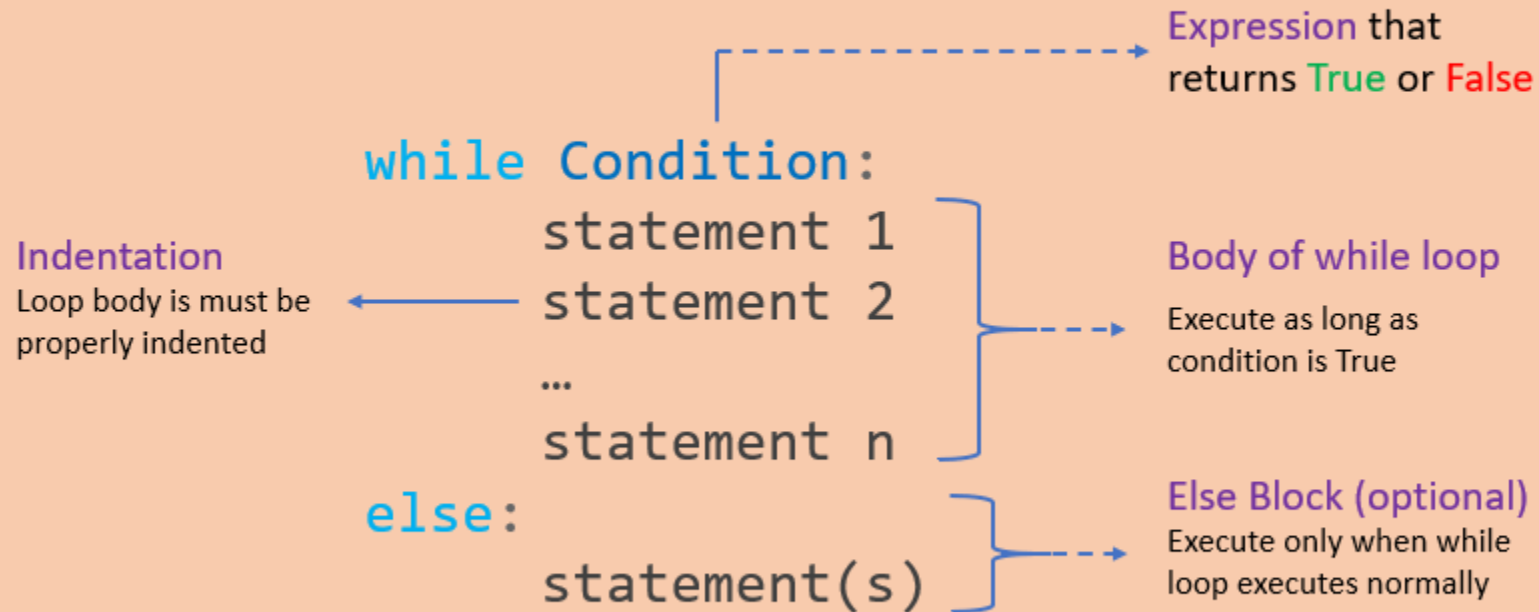 Expression that
returns True or False
while Condition:
statement 1
statement 2
…
statement n
else:
statement(s)
Indentation
Loop body is must be
properly indented
Body of while loop
Execute as long as
condition is True
Else Block (optional)
Execute only when while
loop executes normally